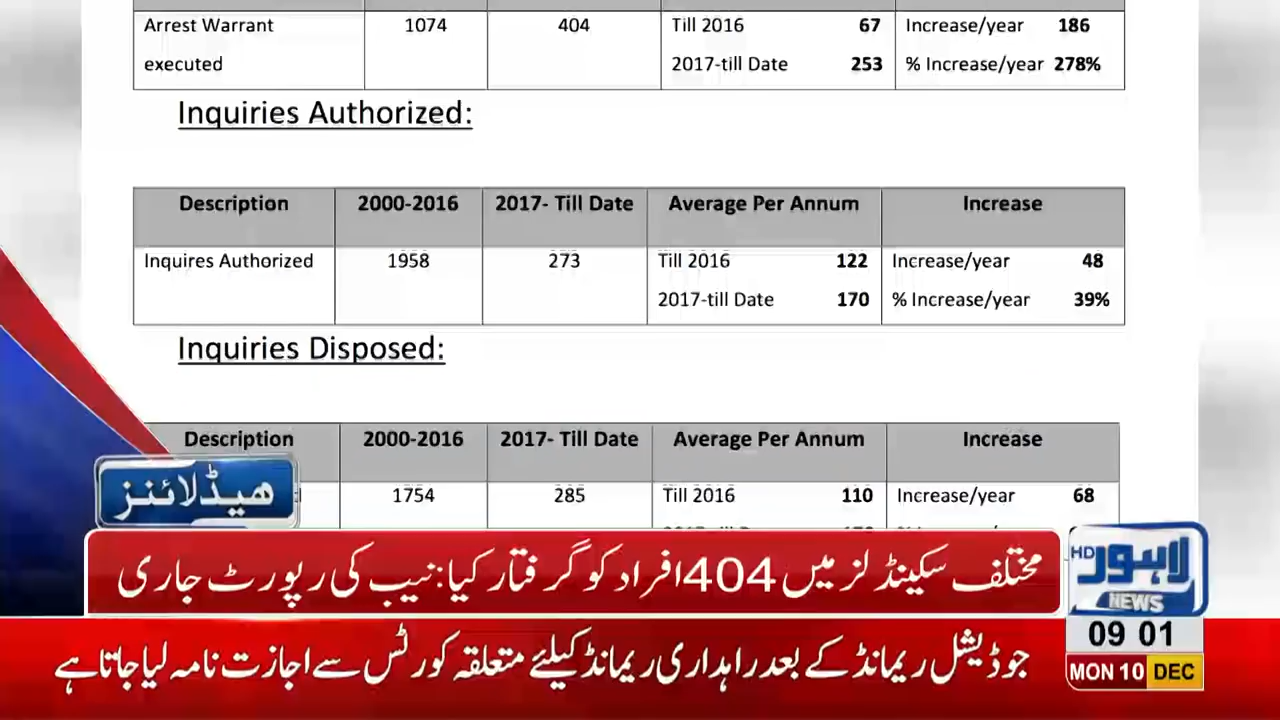 Arrest Warrant 1074 404 Till 2016 67 Increase/year 186
executed 2017-till Date 253 % Increase/year 278%
Inquiries Authorized:
Description 2000-2016 2017- Till Date Average Per Annum Increase
Inquires Authorized 1958 273 Till 2016 122 Increase/year 48
2017-till Date 170 % Increase/year 39%
Inquiries Disposed:
Description 2000-2016 2017- Till Date Average Per Annum Increase
1754 285 Till 2016 110 Increase/year 68
ہیڈلائنز
مختلف سکینڈلز میں 404 افراد کو گرفتار کیا: نیب کی رپورٹ جاری
جوڈیشل ریمانڈ کے بعد راہداری ریمانڈ کیلئے متعلقہ کورٹس سے اجازت نامہ لیا جاتا ہے
HD لاہور
NEWS
09 01
MON 10 DEC